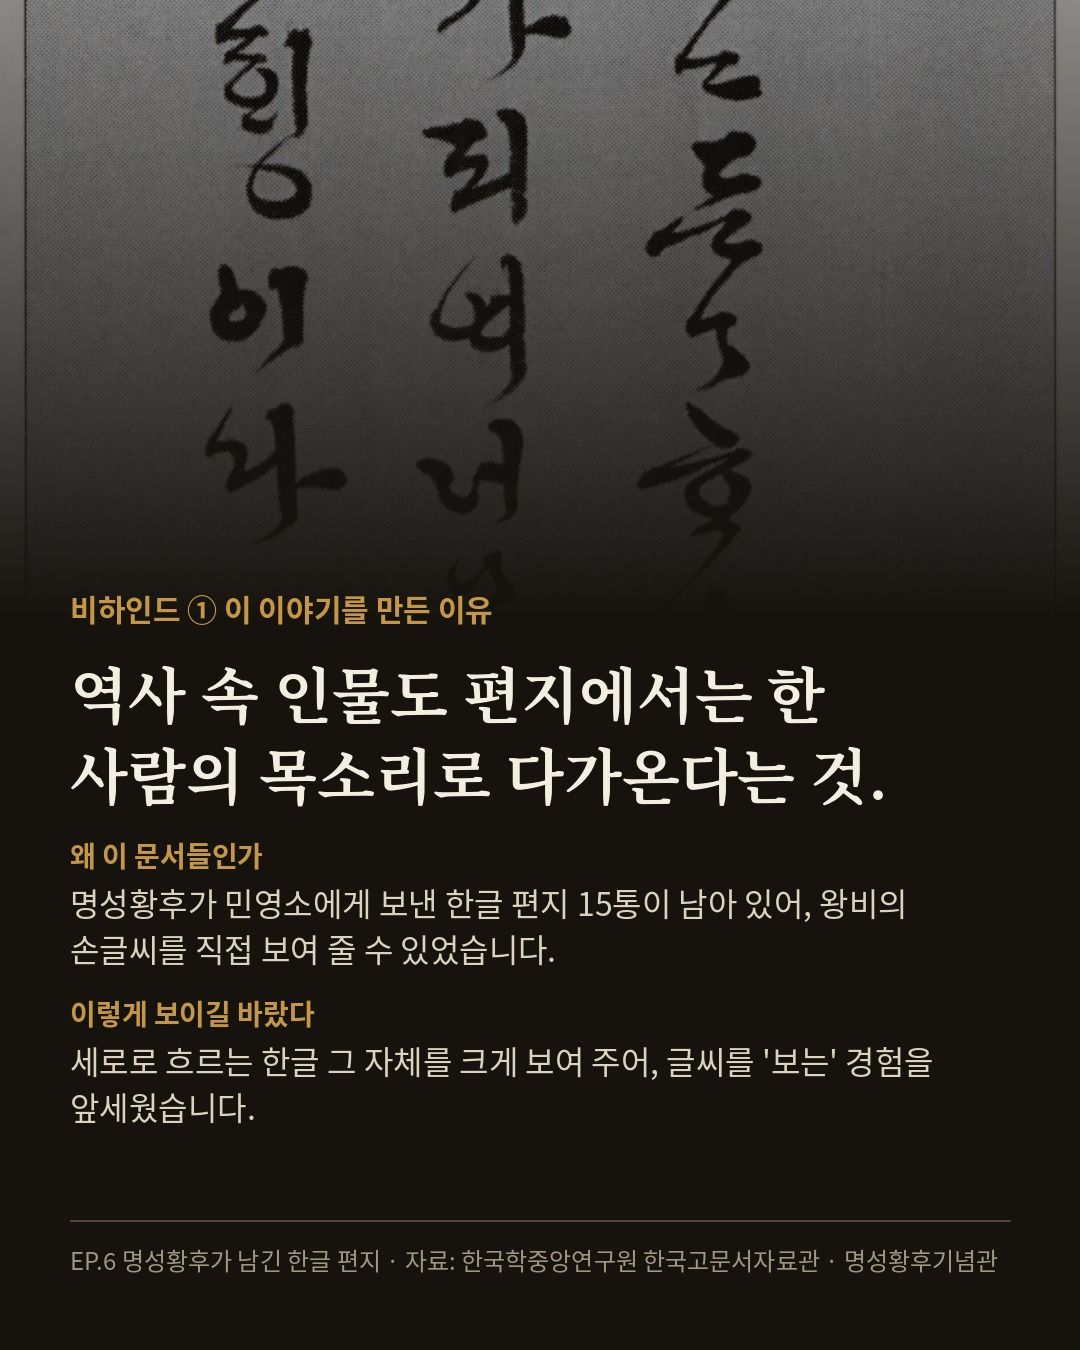 비하인드 ① 이 이야기를 만든 이유
역사 속 인물도 편지에서는 한
사람의 목소리로 다가온다는 것.
왜 이 문서들인가
명성황후가 민영소에게 보낸 한글 편지 15통이 남아 있어, 왕비의
손글씨를 직접 보여 줄 수 있었습니다.
이렇게 보이길 바랐다
세로로 흐르는 한글 그 자체를 크게 보여 주어, 글씨를 '보는' 경험을
앞세웠습니다.
EP.6 명성황후가 남긴 한글 편지 · 자료: 한국학중앙연구원 한국고문서자료관 · 명성황후기념관